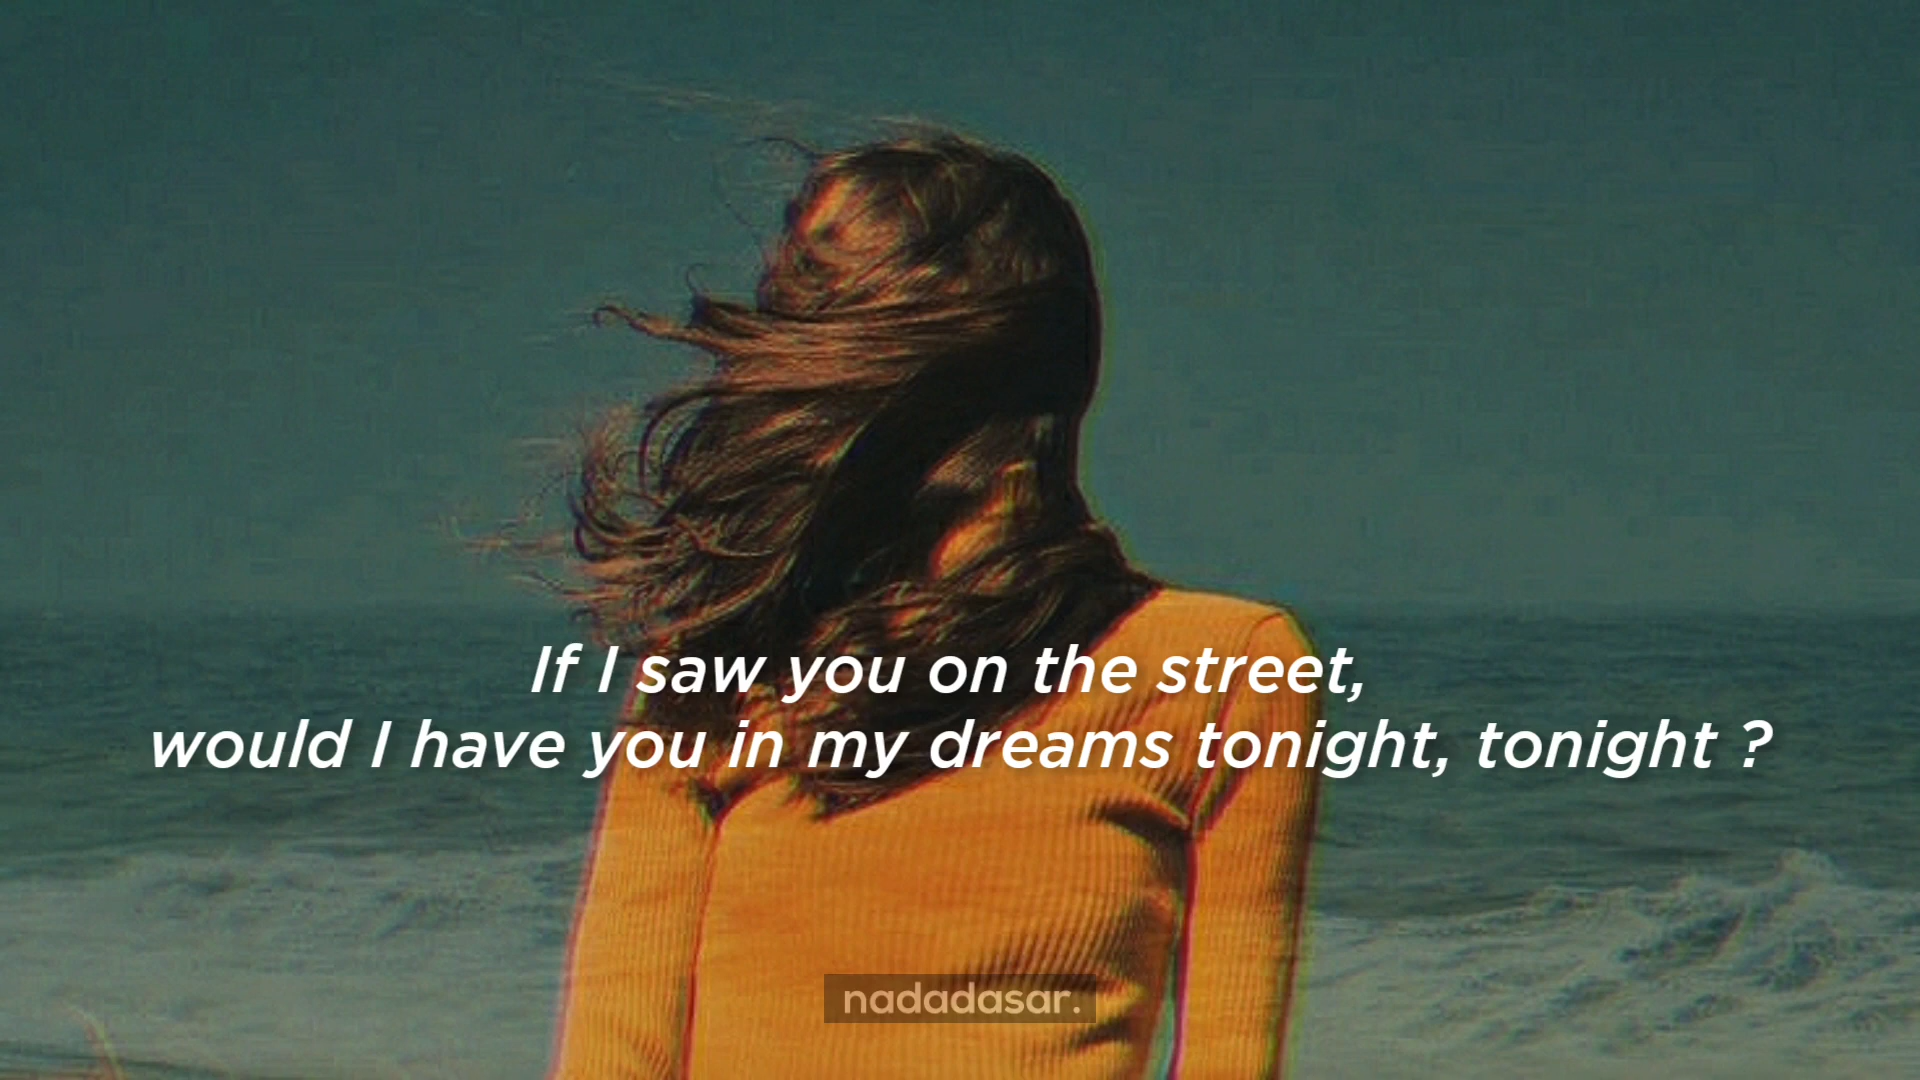 If I saw you on the street,
would I have you in my dreams tonight, tonight ?
nadadasar.